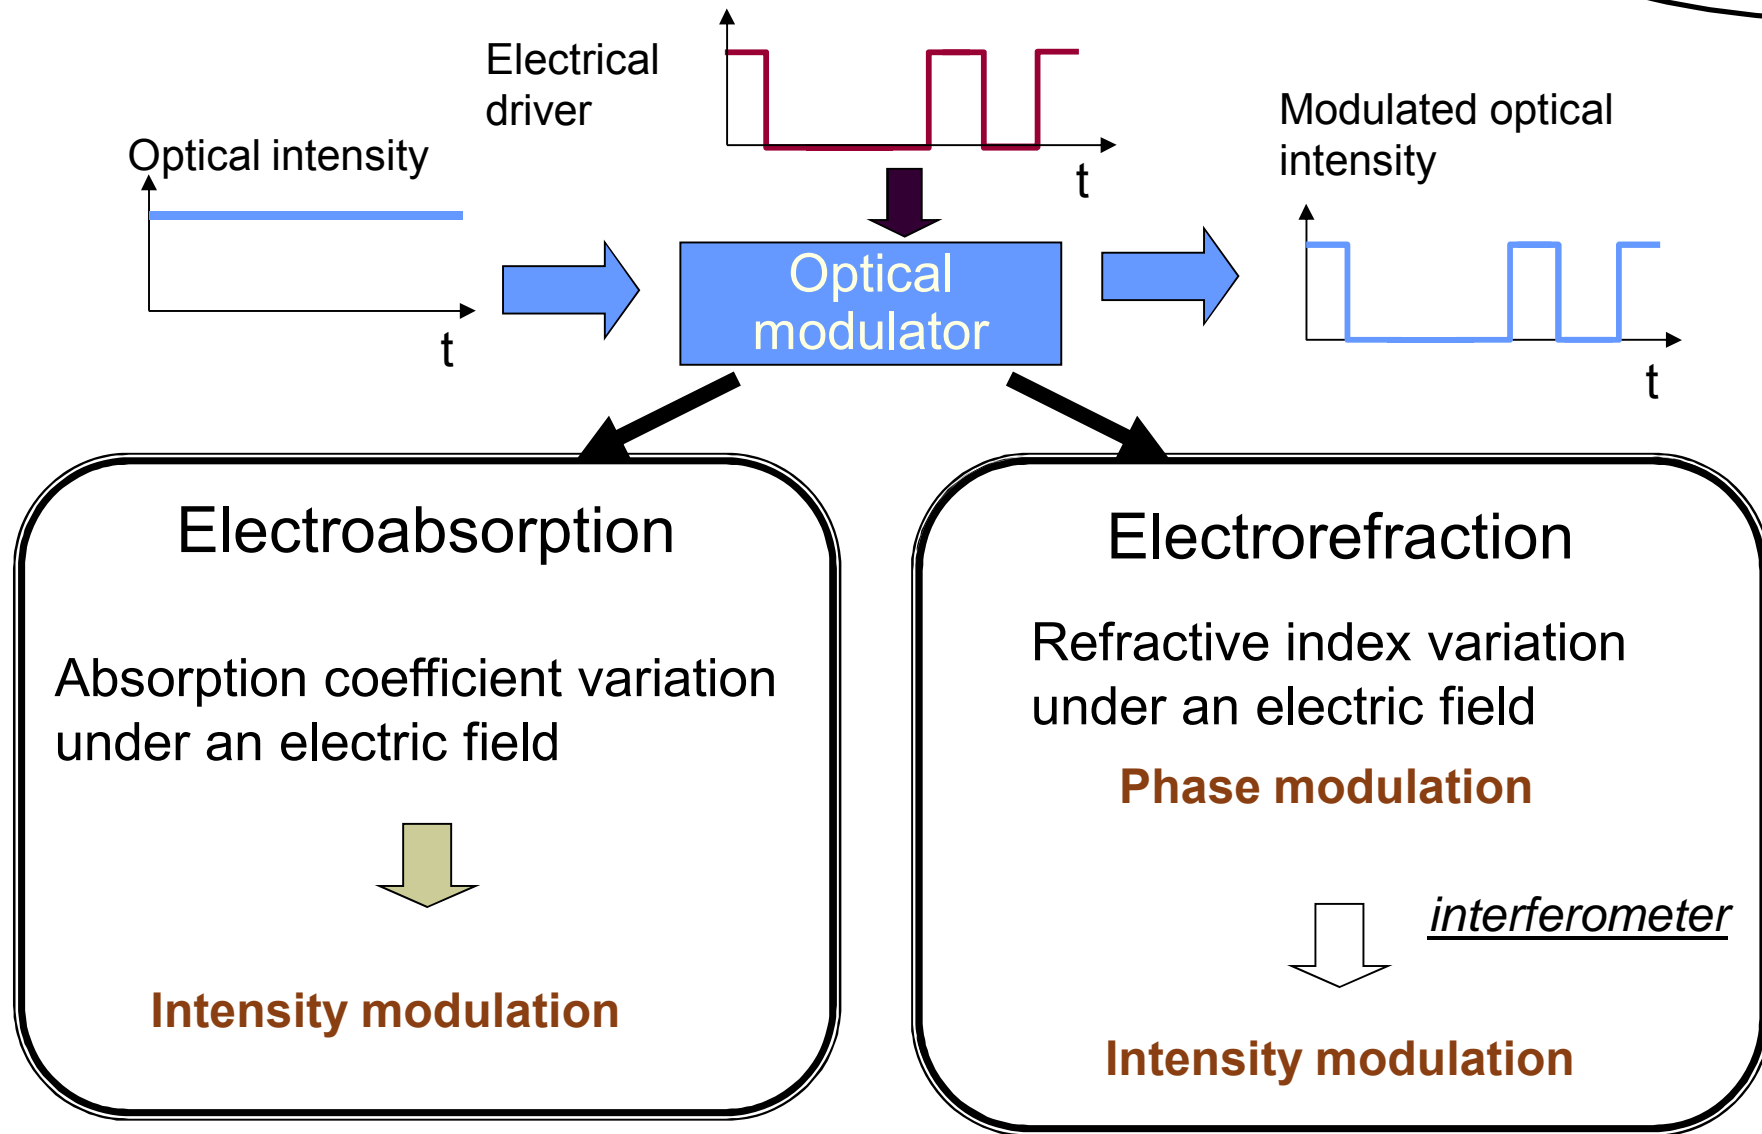 Electrical
driver
t
Optical intensity
t
Modulated optical
intensity
t
Optical
modulator
Electroabsorption
Absorption coefficient variation
under an electric field
Intensity modulation
Electrorefraction
Refractive index variation
under an electric field
Phase modulation
interferometer
Intensity modulation